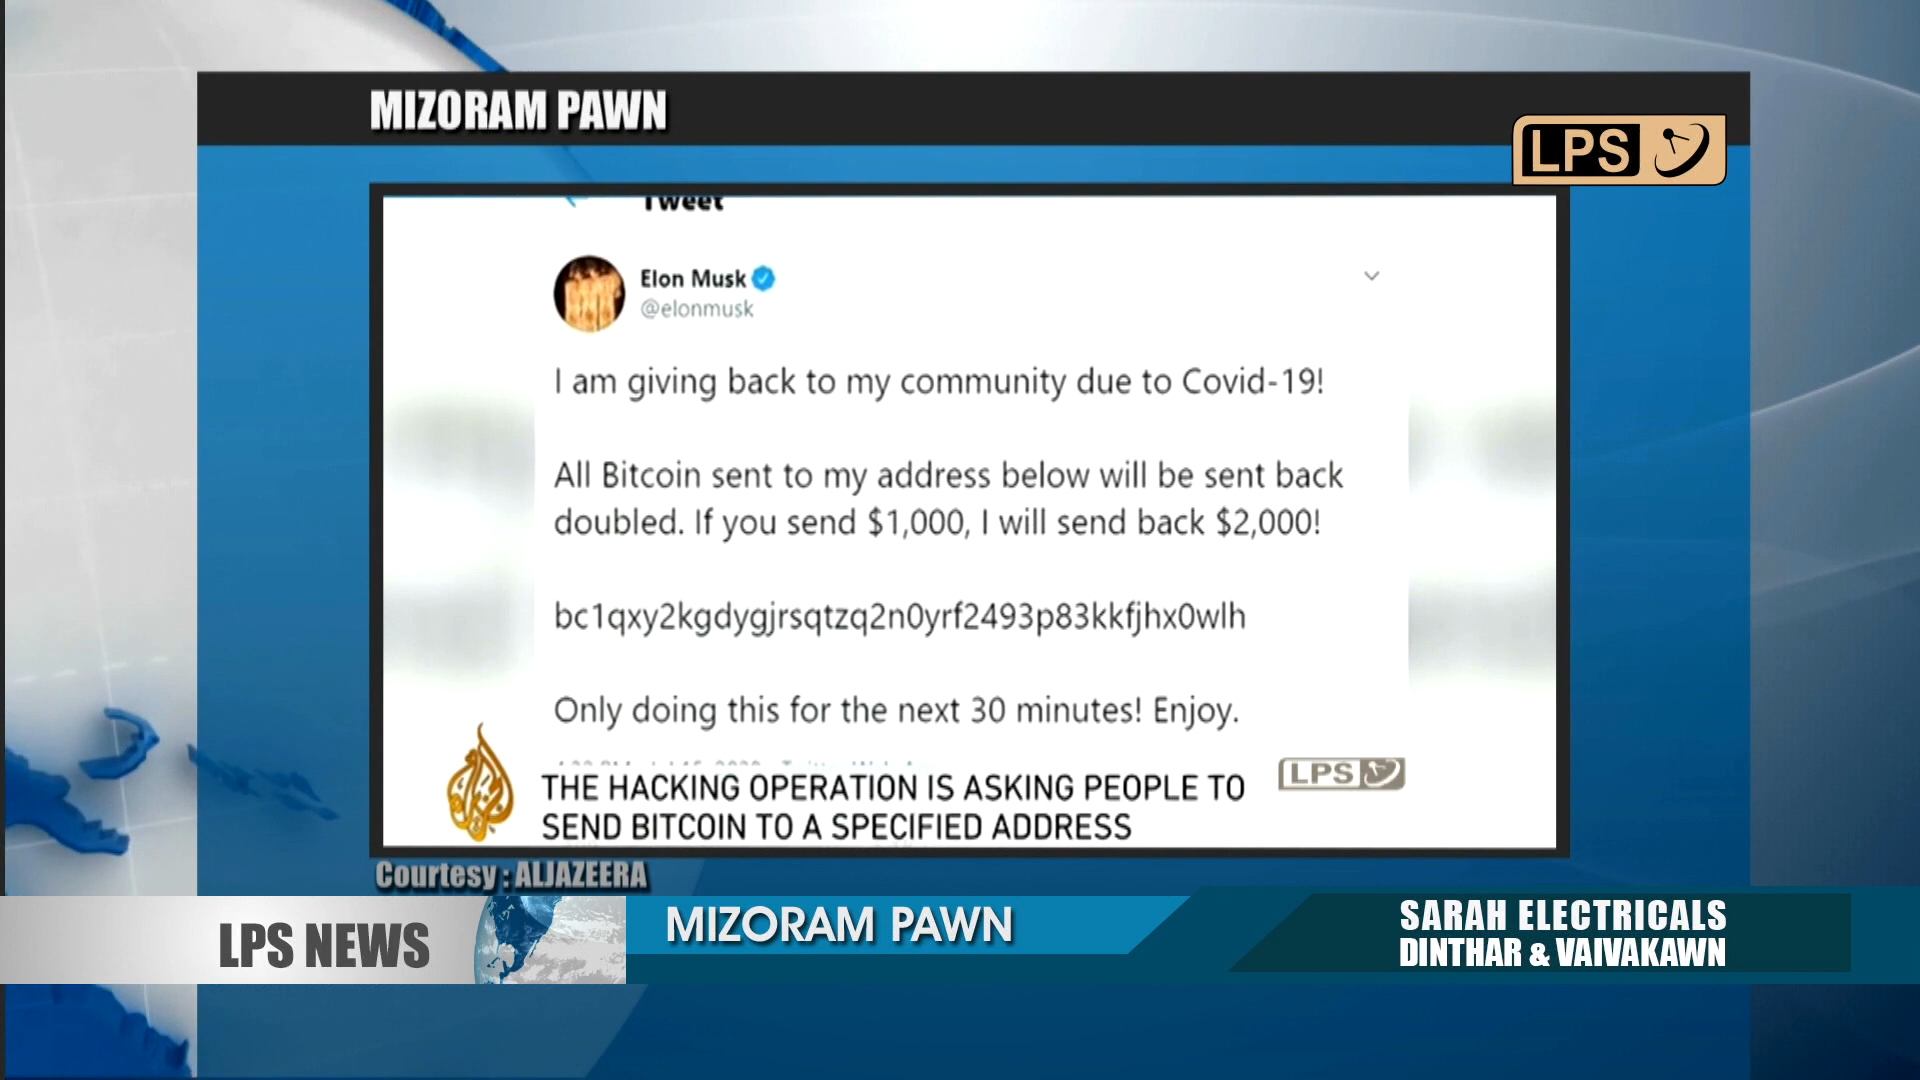 MIZORAM PAWN
LPS
Tweet
Elon Musk
@elonmusk
I am giving back to my community due to Covid-19!
All Bitcoin sent to my address below will be sent back
doubled. If you send $1,000, I will send back $2,000!
bc1qxy2kgdygjrsqtzq2n0yrf2493p83kkfjhx0wlh
Only doing this for the next 30 minutes! Enjoy.
LPS
THE HACKING OPERATION IS ASKING PEOPLE TO
SEND BITCOIN TO A SPECIFIED ADDRESS
Courtesy : ALJAZEERA
LPS NEWS
MIZORAM PAWN
SARAH ELECTRICALS
DINTHAR & VAIVAKAWN